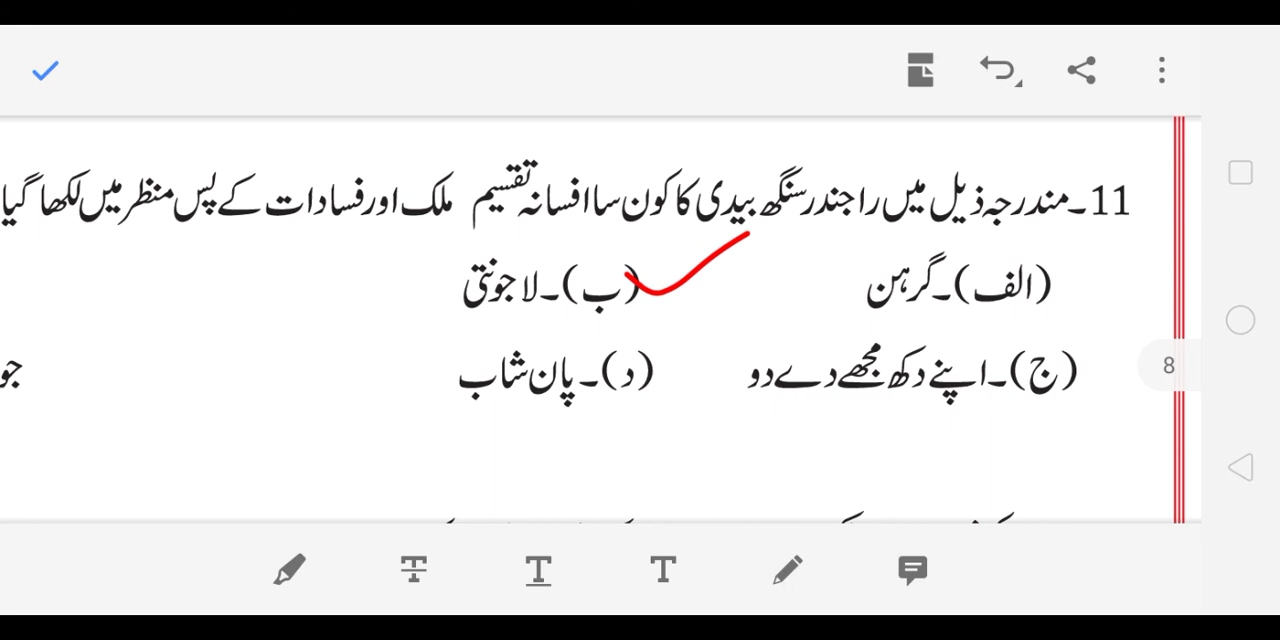 11۔مندرجہ ذیل میں راجندر سنگھ بیدی کا کون سا افسانہ تقسیم ملک اور فسادات کے پس منظر میں لکھا گیا
(الف)۔گرہن (ب)۔لاجونتی
(ج)۔اپنے دکھ مجھے دے دو (د)۔پان شاب جو
8